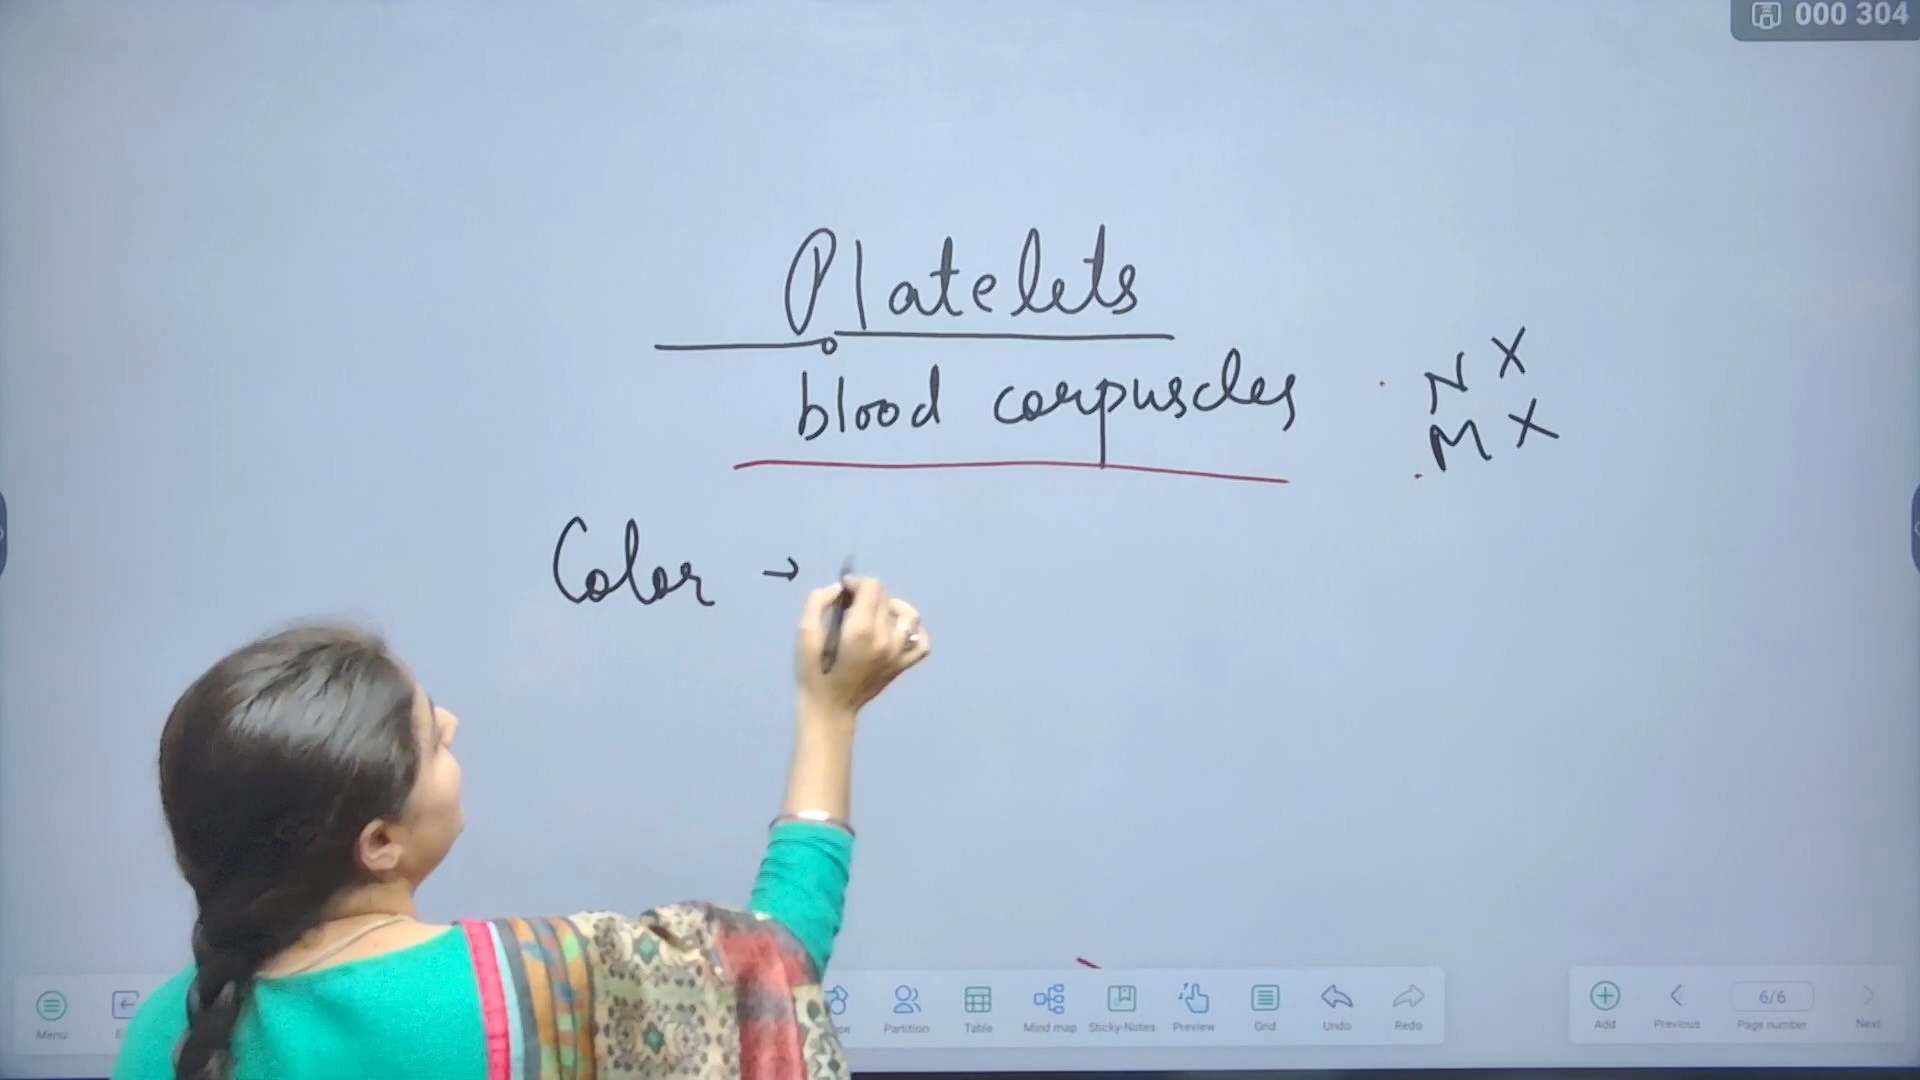 000 304
Platelets
blood corpuscles
N X
M X
Color →
Menu
Partition
Table
Mind map
Sticky-Notes
Preview
Grid
Undo
Redo
Add
Previous
6/6
Page number
Next